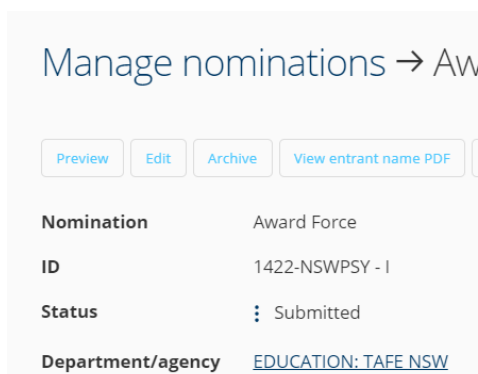 Manage nominations → Aw
Preview Edit Archive View entrant name PDF
Nomination Award Force
ID 1422-NSWPSY - I
Status Submitted
Department/agency EDUCATION: TAFE NSW